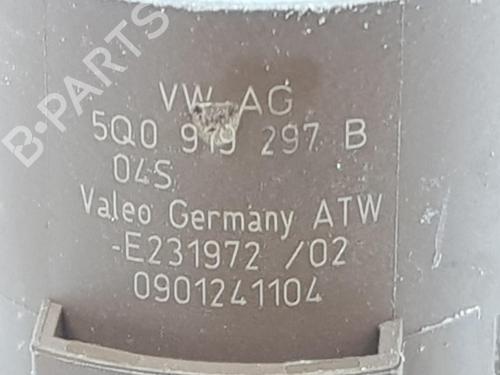 VW AG
5Q0 919 297 B
04S
Valeo Germany ATW
-E231972 /02
0901241104
B-PARTS